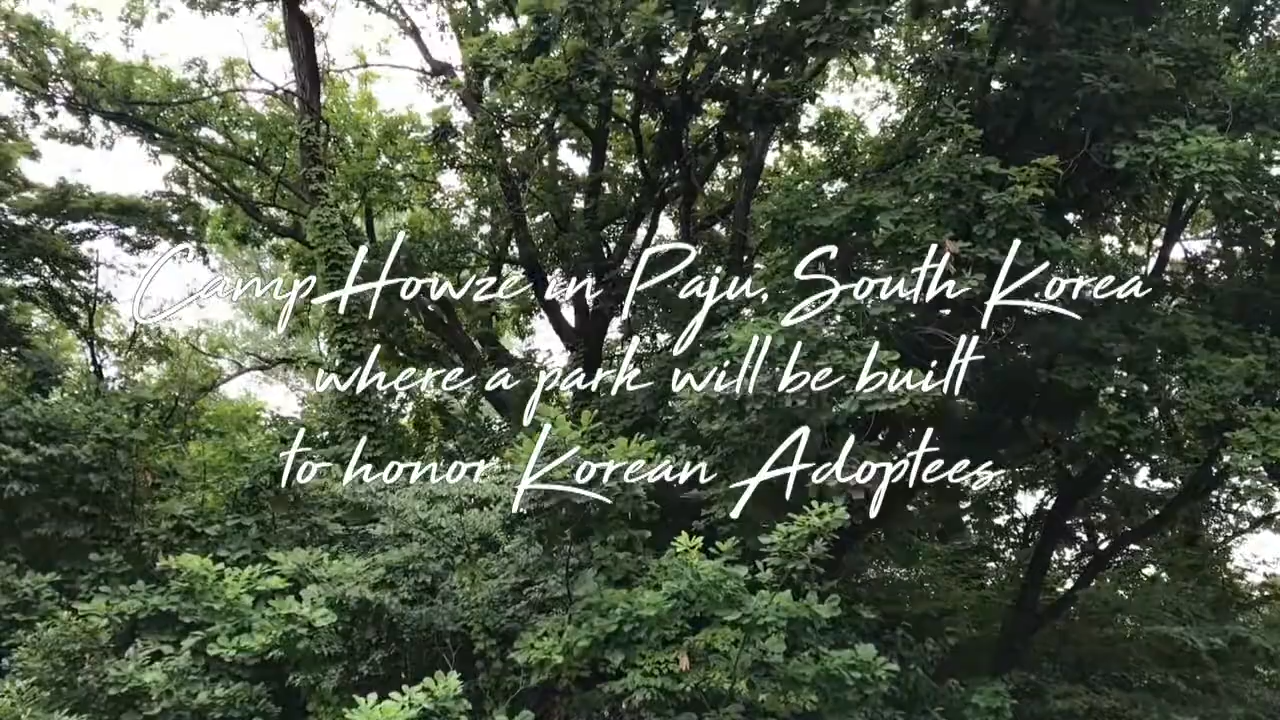 Camp Howze in Paju, South Korea
where a park will be built
to honor Korean Adoptees